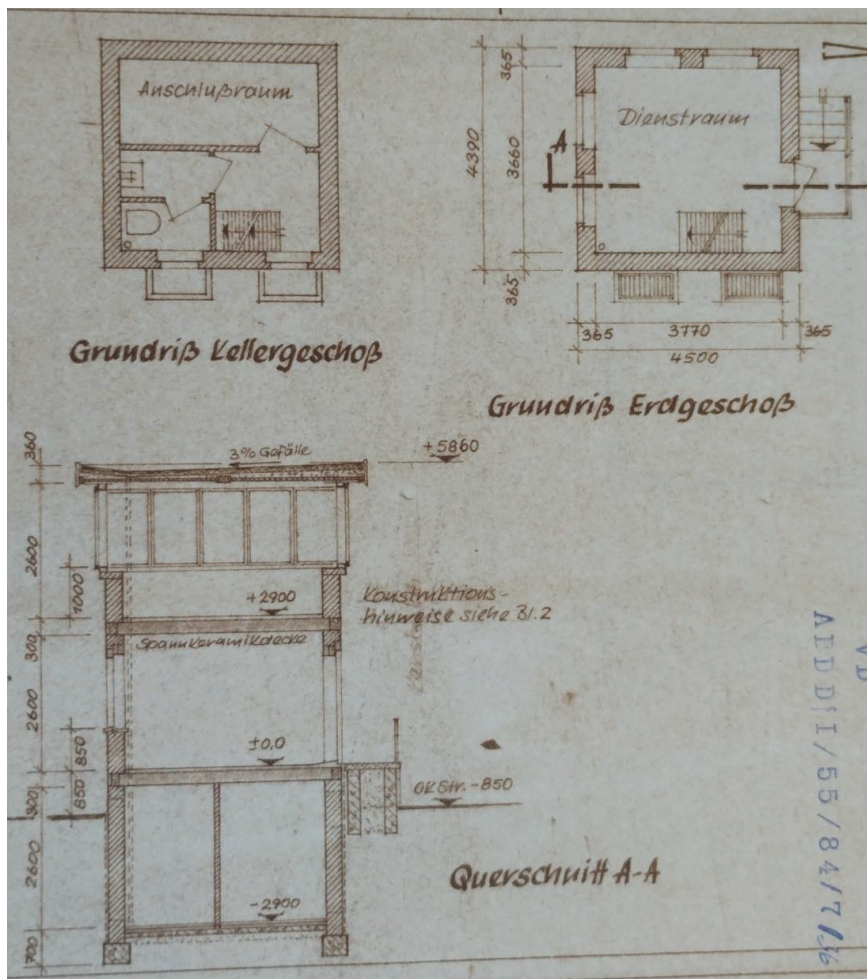 Anschlußraum
Grundriß Kellergeschoß
365
3660
4390
365
Dienstraum
A
365
3770
365
4500
Grundriß Erdgeschoß
360
2600
1000
300
2600
850
850
300
2600
700
3% Gefälle
+5860
+2900
Konstruktions-
hinweise siehe Bl. 2
Spannkeramikdecke
±0,0
OK Str. -850
-2900
Querschnitt A-A